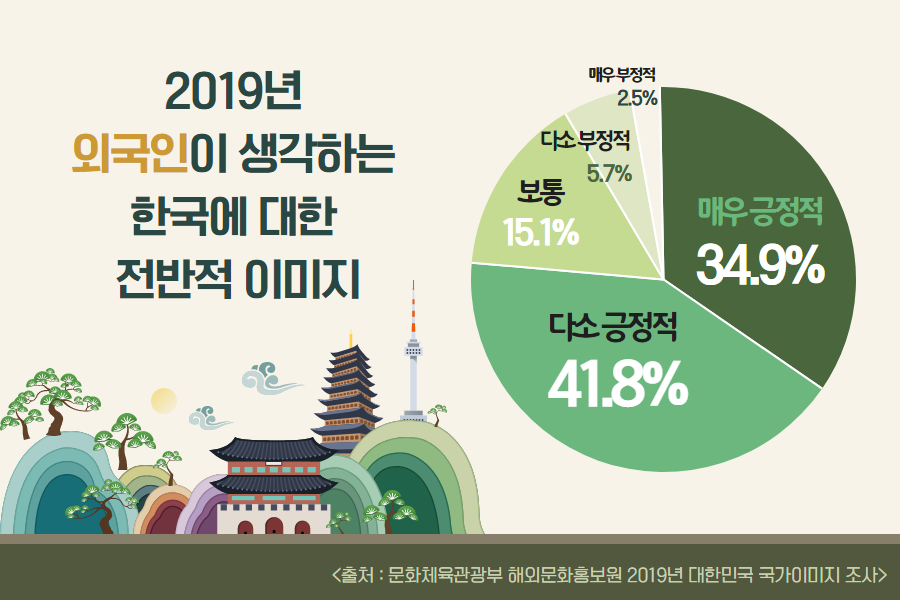 2019년
외국인이 생각하는
한국에 대한
전반적 이미지
매우 부정적
2.5%
다소 부정적
5.7%
보통
15.1%
매우 긍정적
34.9%
다소 긍정적
41.8%
<출처 : 문화체육관광부 해외문화홍보원 2019년 대한민국 국가이미지 조사>